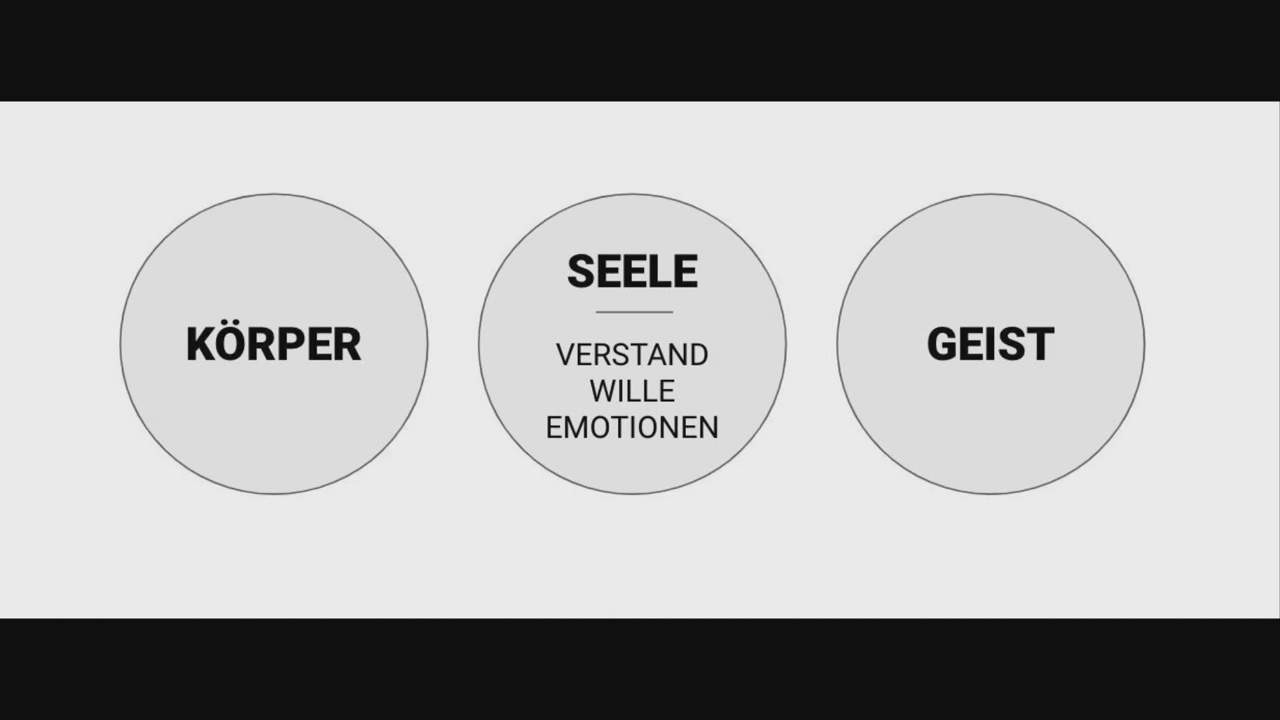 KÖRPER
SEELE
VERSTAND
WILLE
EMOTIONEN
GEIST